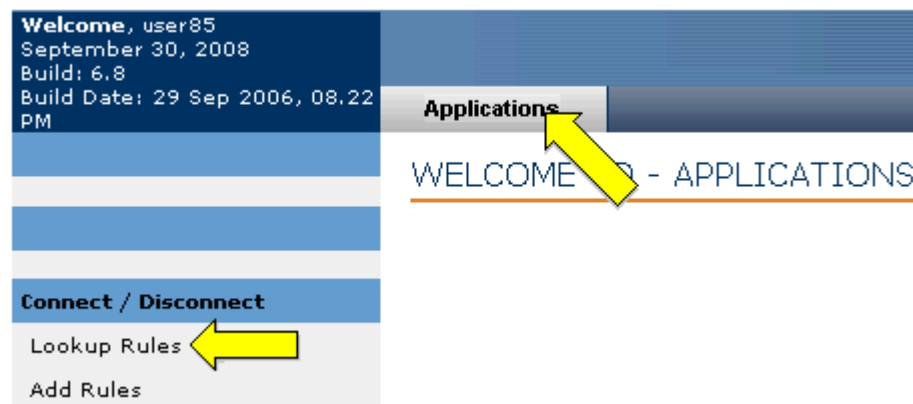 Welcome, user85
September 30, 2008
Build: 6.8
Build Date: 29 Sep 2006, 08.22
PM
Applications
WELCOME - APPLICATIONS
Connect / Disconnect
Lookup Rules
Add Rules